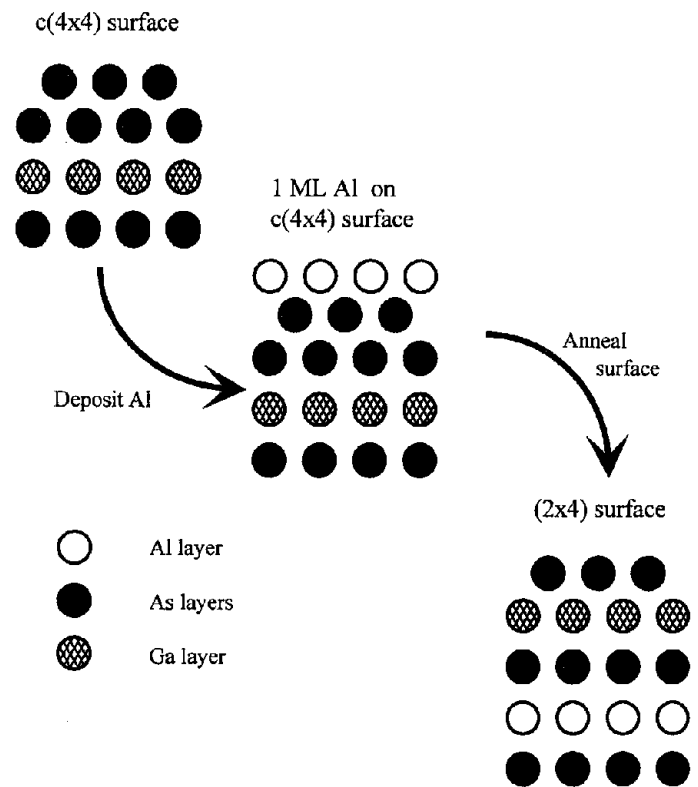 c(4x4) surface
1 ML Al on
c(4x4) surface
Deposit Al
Anneal
surface
(2x4) surface
Al layer
As layers
Ga layer